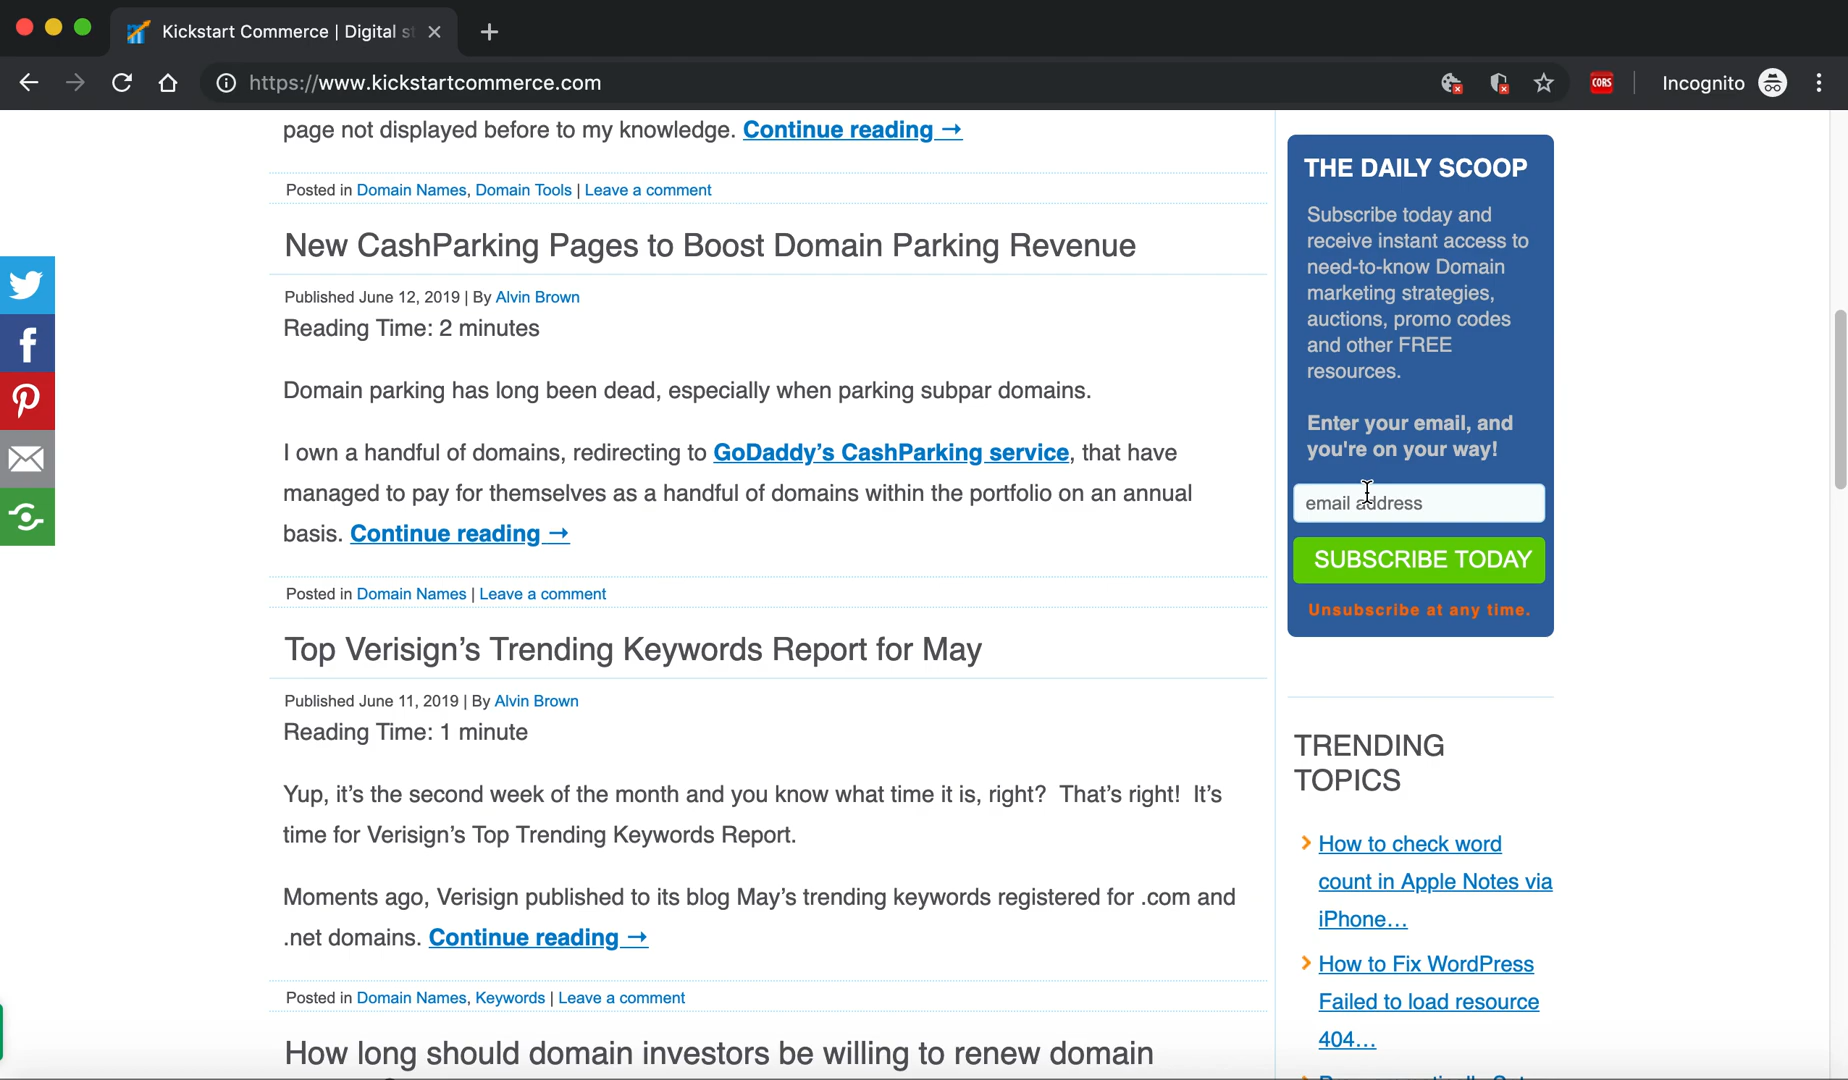 Kickstart Commerce | Digital st
https://www.kickstartcommerce.com
CORS
Incognito
page not displayed before to my knowledge. Continue reading →
Posted in Domain Names, Domain Tools | Leave a comment
New CashParking Pages to Boost Domain Parking Revenue
Published June 12, 2019 | By Alvin Brown
Reading Time: 2 minutes
Domain parking has long been dead, especially when parking subpar domains.
I own a handful of domains, redirecting to GoDaddy’s CashParking service, that have
managed to pay for themselves as a handful of domains within the portfolio on an annual
basis. Continue reading →
Posted in Domain Names | Leave a comment
Top Verisign’s Trending Keywords Report for May
Published June 11, 2019 | By Alvin Brown
Reading Time: 1 minute
Yup, it’s the second week of the month and you know what time it is, right?  That’s right!  It’s
time for Verisign’s Top Trending Keywords Report.
Moments ago, Verisign published to its blog May’s trending keywords registered for .com and
.net domains. Continue reading →
Posted in Domain Names, Keywords | Leave a comment
How long should domain investors be willing to renew domain
THE DAILY SCOOP
Subscribe today and
receive instant access to
need-to-know Domain
marketing strategies,
auctions, promo codes
and other FREE
resources.
Enter your email, and
you're on your way!
email address
SUBSCRIBE TODAY
Unsubscribe at any time.
TRENDING
TOPICS
How to check word
count in Apple Notes via
iPhone…
How to Fix WordPress
Failed to load resource
404…